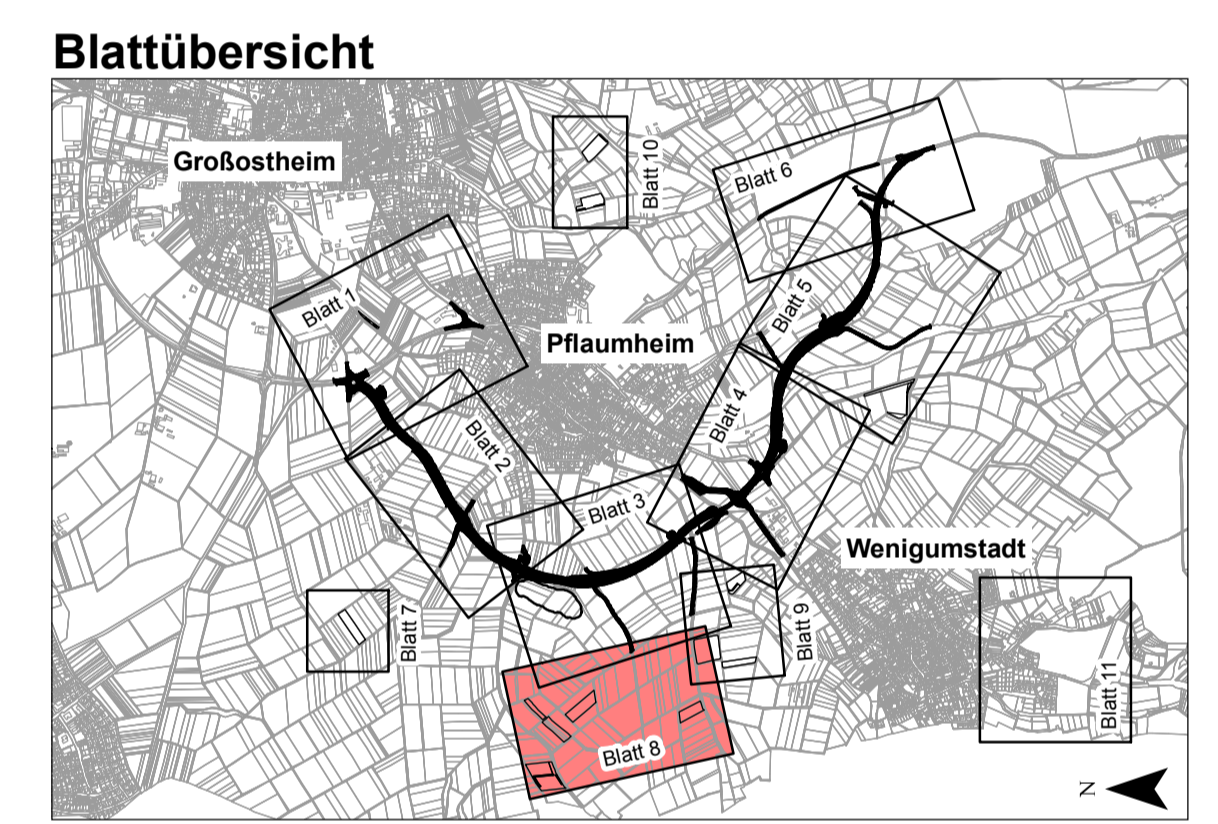 Blattübersicht
Großostheim
Blatt 10
Blatt 6
Blatt 1
Blatt 5
Pflaumheim
Blatt 4
Blatt 2
Blatt 3
Wenigumstadt
Blatt 7
Blatt 9
Blatt 11
Blatt 8
N